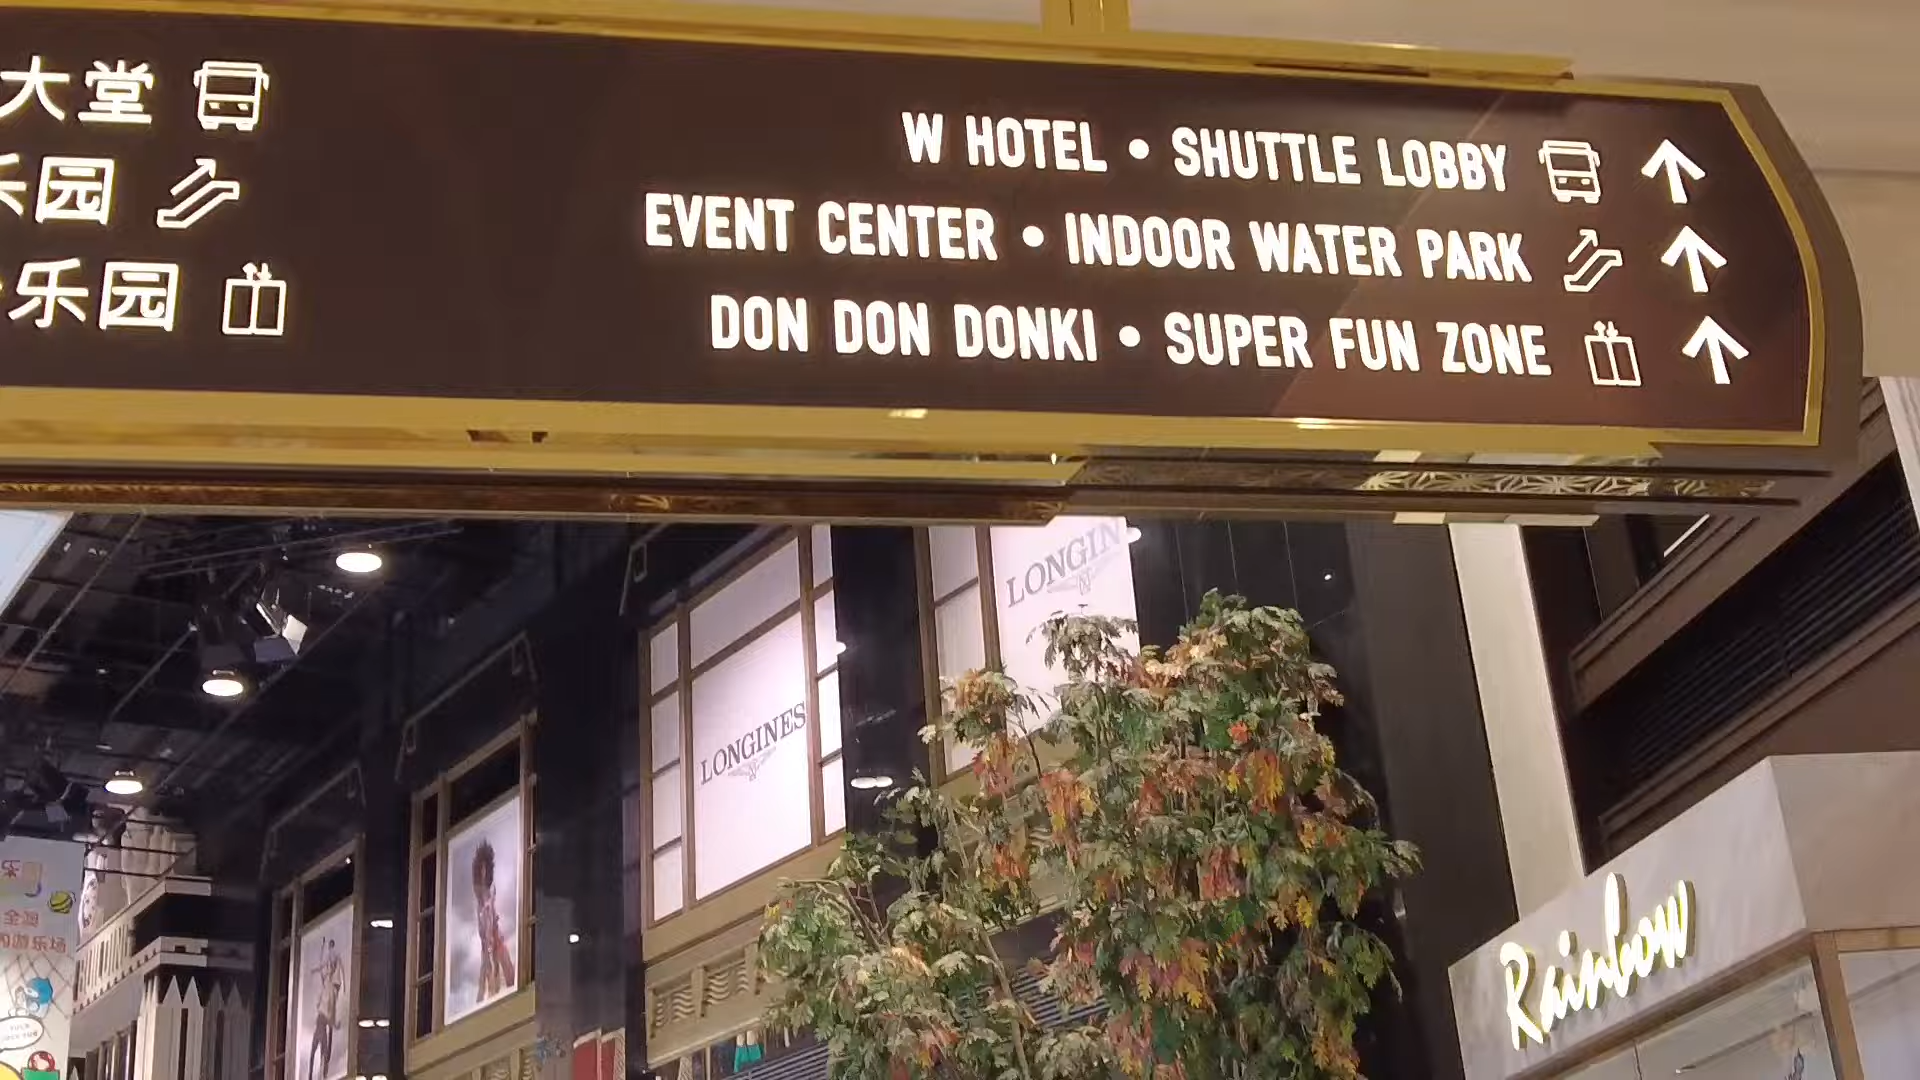 大堂
乐园
乐园
W HOTEL • SHUTTLE LOBBY
EVENT CENTER • INDOOR WATER PARK
DON DON DONKI • SUPER FUN ZONE
LONGINES
LONGIN
Rainbow